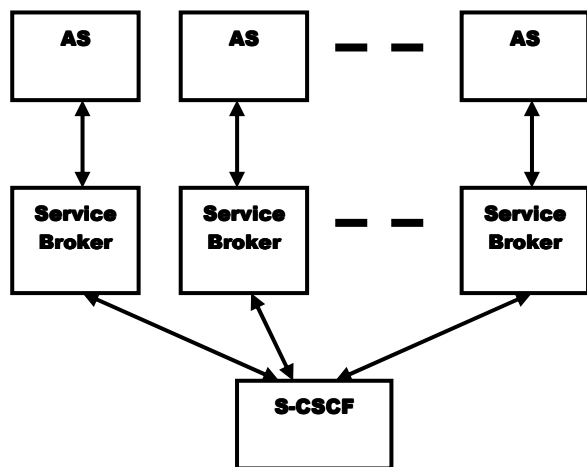 AS
AS
AS
Service
Broker
Service
Broker
Service
Broker
S-CSCF